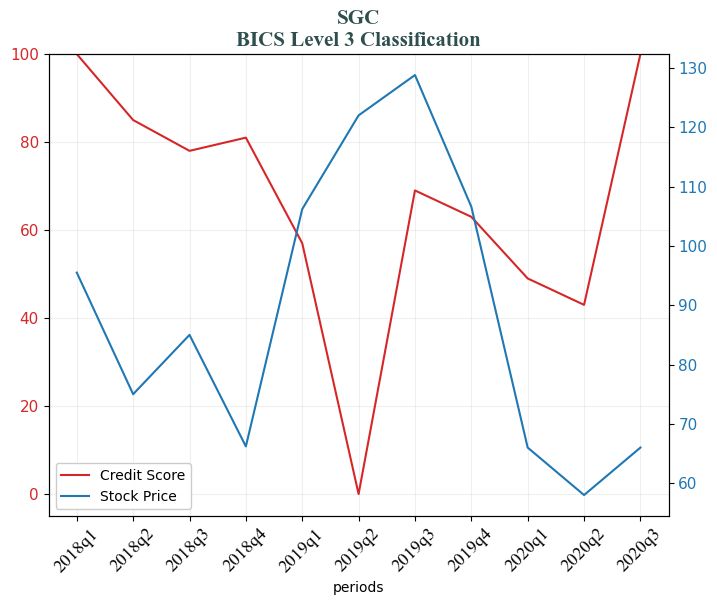 SGC
BICS Level 3 Classification
100
80
60
40
20
0
130
120
110
100
90
80
70
60
Credit Score
Stock Price
2018q1
2018q2
2018q3
2018q4
2019q1
2019q2
2019q3
2019q4
2020q1
2020q2
2020q3
periods